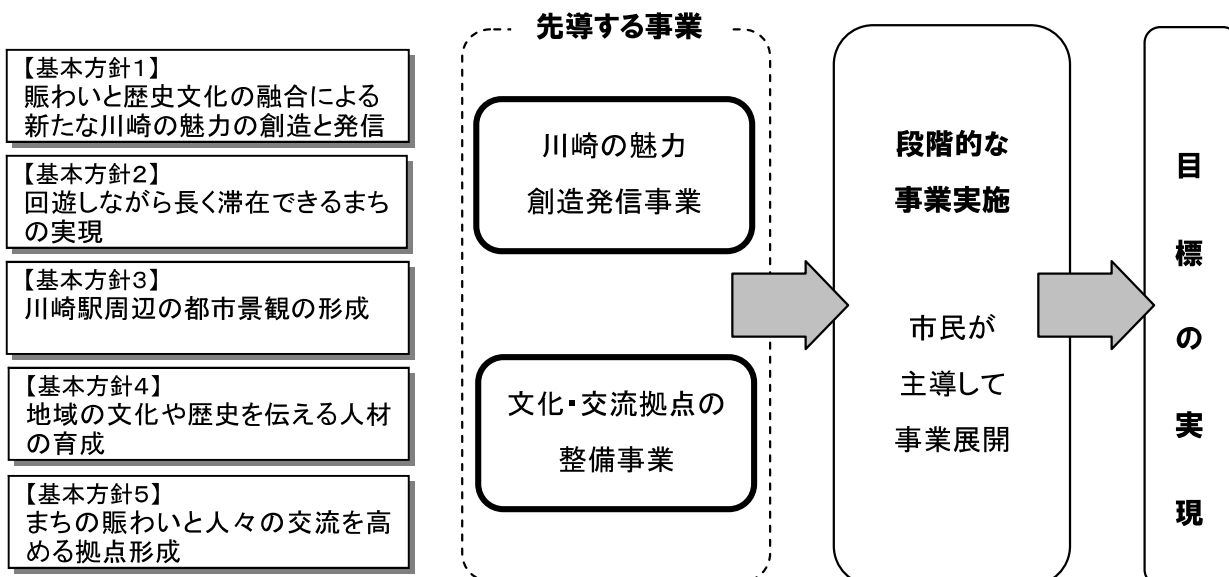 【基本方針1】
賑わいと歴史文化の融合による
新たな川崎の魅力の創造と発信
【基本方針2】
回遊しながら長く滞在できるまち
の実現
【基本方針3】
川崎駅周辺の都市景観の形成
【基本方針4】
地域の文化や歴史を伝える人材
の育成
【基本方針5】
まちの賑わいと人々の交流を高
める拠点形成
先導する事業
川崎の魅力
創造発信事業
文化・交流拠点の
整備事業
段階的な
事業実施
市民が
主導して
事業展開
目標の実現